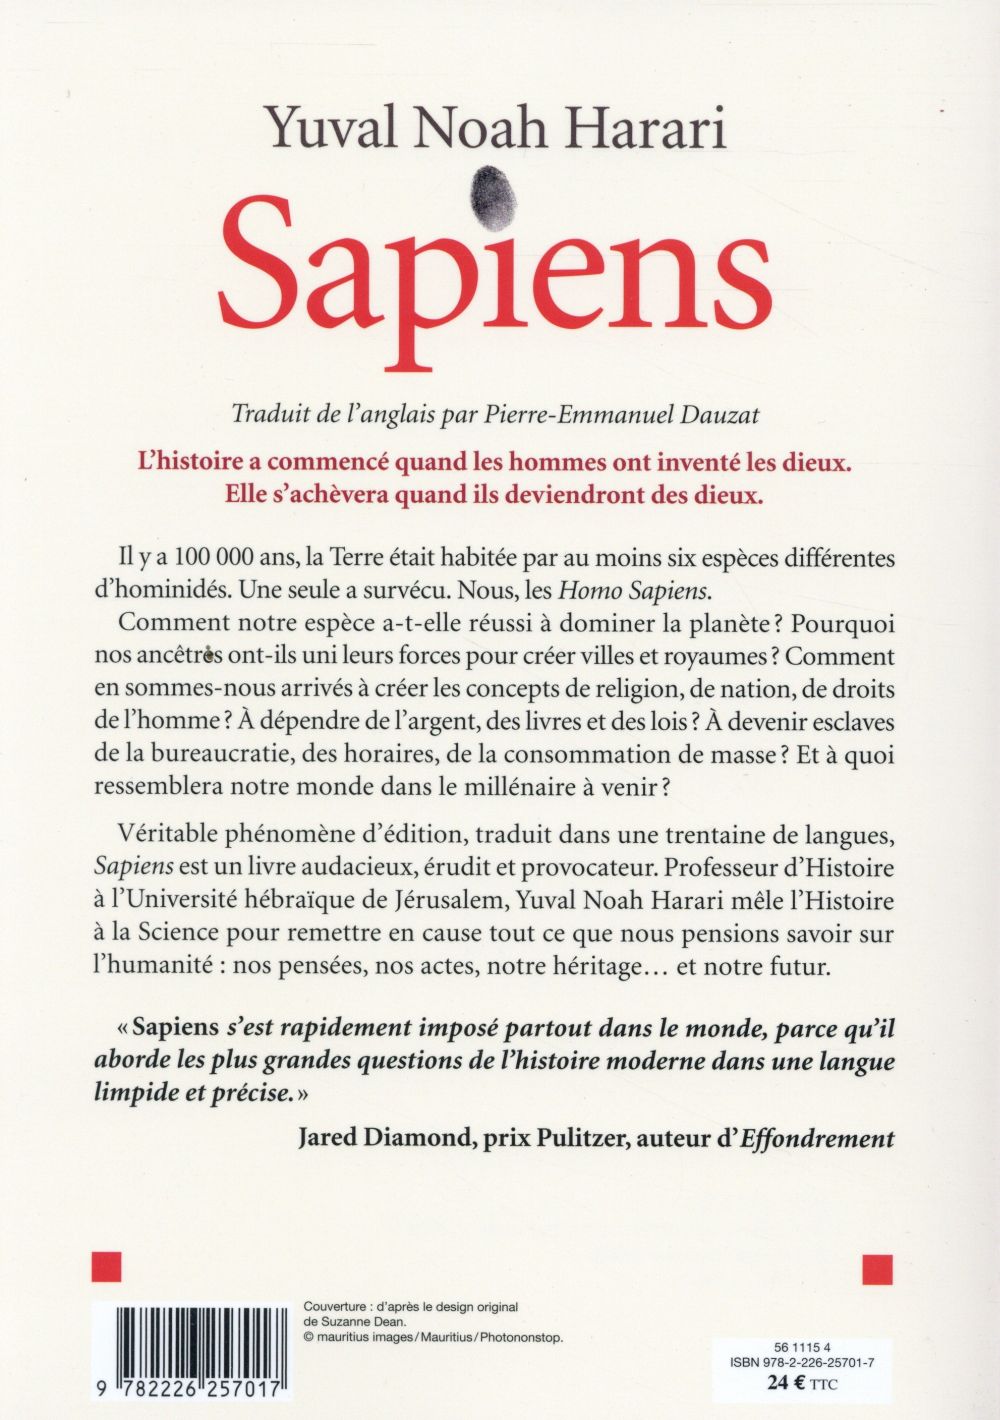 Yuval Noah Harari
Sapiens
Traduit de l’anglais par Pierre-Emmanuel Dauzat
L’histoire a commencé quand les hommes ont inventé les dieux.
Elle s’achèvera quand ils deviendront des dieux.
Il y a 100 000 ans, la Terre était habitée par au moins six espèces différentes
d’hominidés. Une seule a survécu. Nous, les Homo Sapiens.
Comment notre espèce a-t-elle réussi à dominer la planète ? Pourquoi
nos ancêtres ont-ils uni leurs forces pour créer villes et royaumes ? Comment
en sommes-nous arrivés à créer les concepts de religion, de nation, de droits
de l’homme ? À dépendre de l’argent, des livres et des lois ? À devenir esclaves
de la bureaucratie, des horaires, de la consommation de masse ? Et à quoi
ressemblera notre monde dans le millénaire à venir ?
Véritable phénomène d’édition, traduit dans une trentaine de langues,
Sapiens est un livre audacieux, érudit et provocateur. Professeur d’Histoire
à l’Université hébraïque de Jérusalem, Yuval Noah Harari mêle l’Histoire
à la Science pour remettre en cause tout ce que nous pensions savoir sur
l’humanité : nos pensées, nos actes, notre héritage… et notre futur.
« Sapiens s’est rapidement imposé partout dans le monde, parce qu’il
aborde les plus grandes questions de l’histoire moderne dans une langue
limpide et précise. »
Jared Diamond, prix Pulitzer, auteur d’Effondrement
Couverture : d’après le design original
de Suzanne Dean.
© mauritius images/Mauritius/Photononstop.
9 782226 257017
56 1115 4
ISBN 978-2-226-25701-7
24 € TTC